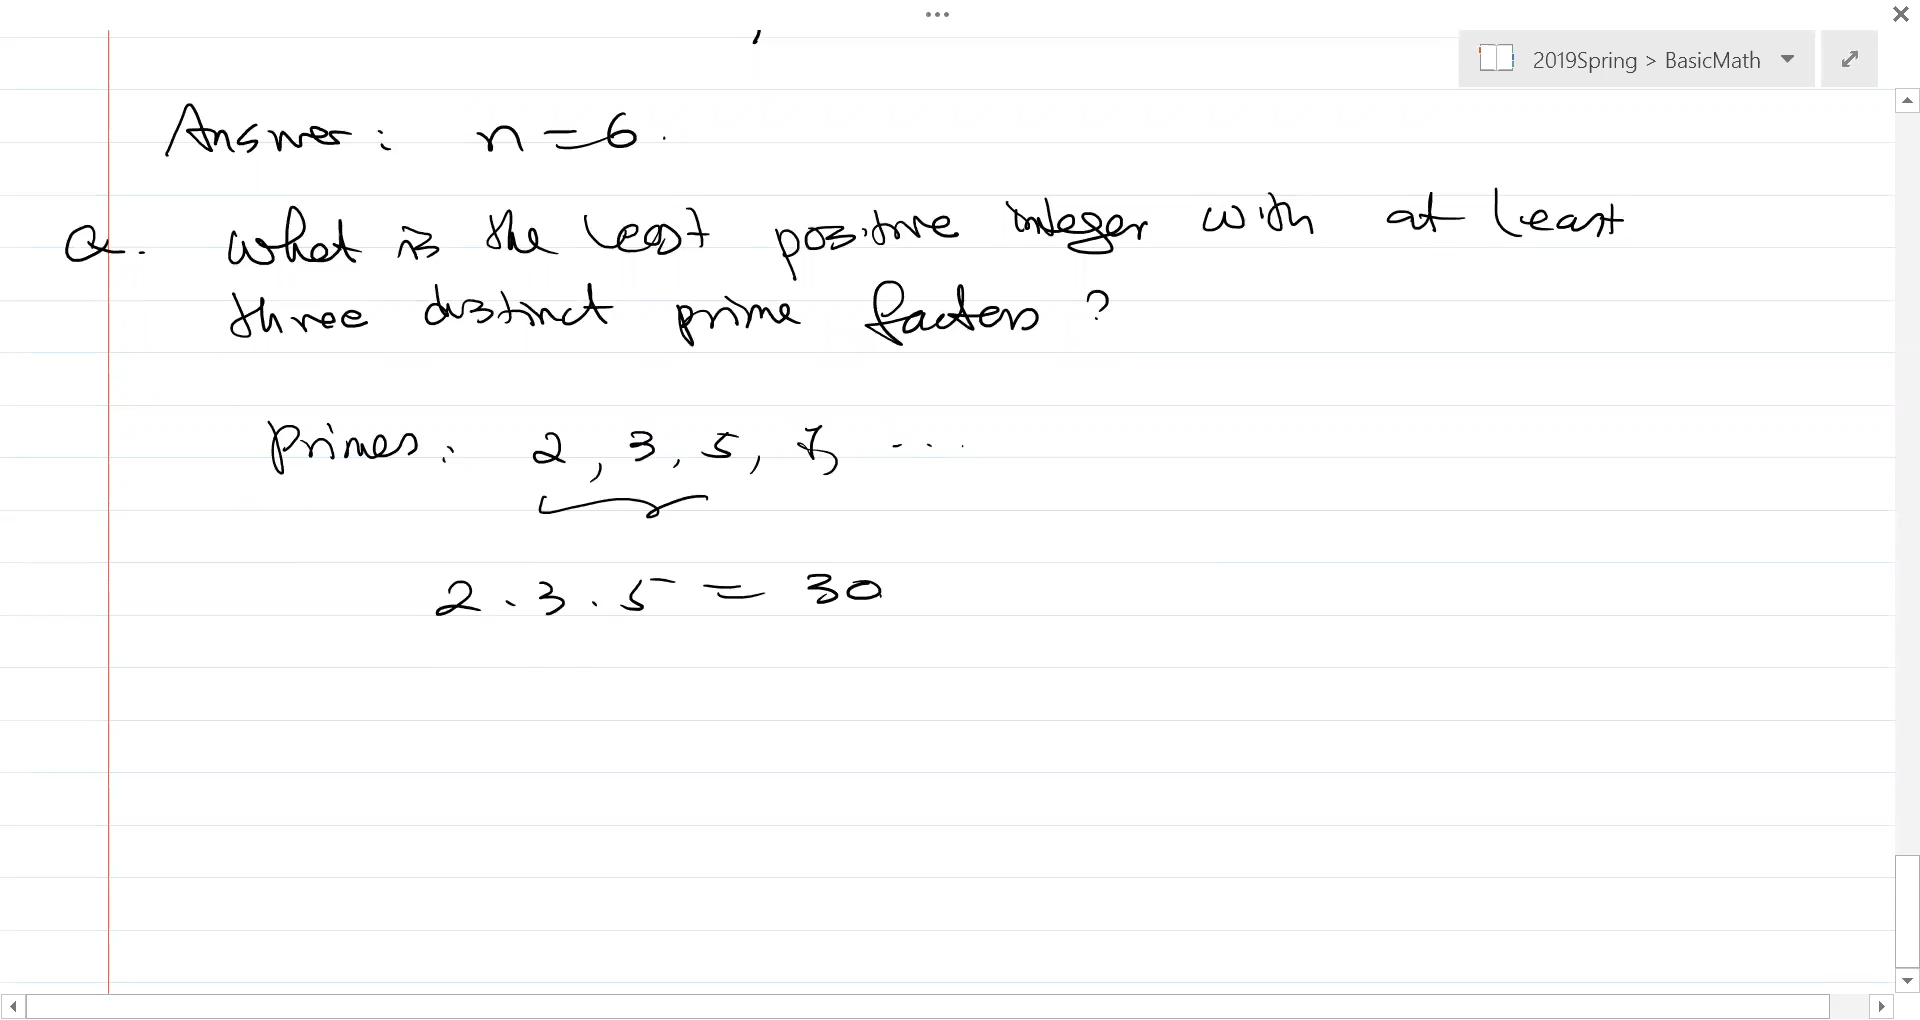 2019Spring > BasicMath
Answer: n=6.
Q. What is the least positive integer with at least
three distinct prime factors?
Primes: 2, 3, 5, 7, ...
2 · 3 · 5 = 30